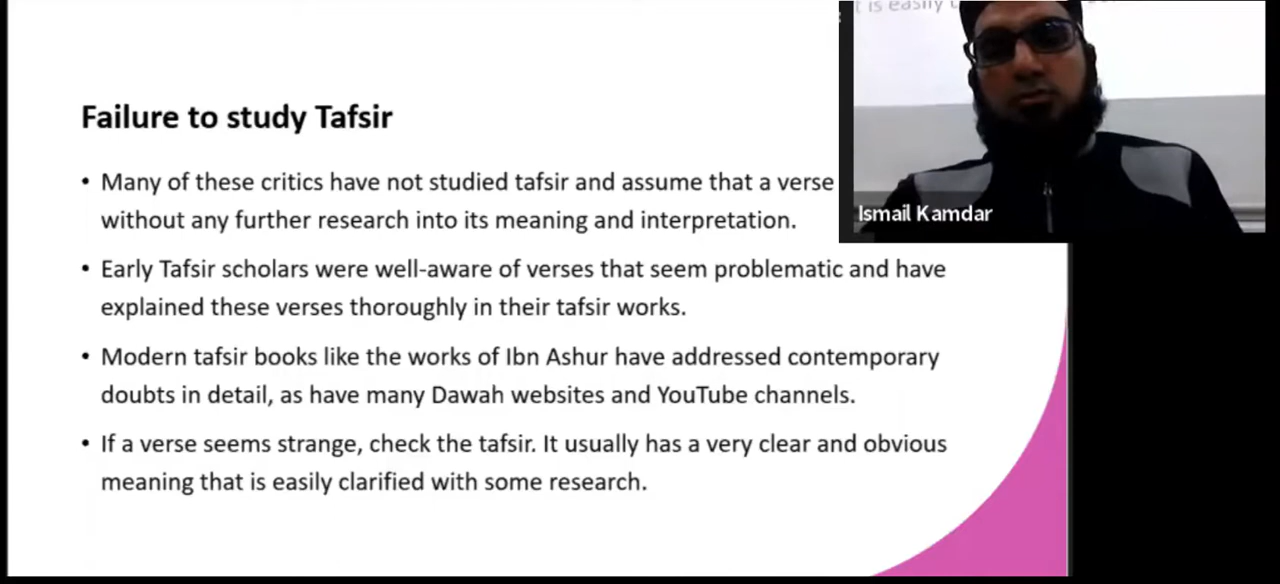 t is easily
Failure to study Tafsir
• Many of these critics have not studied tafsir and assume that a verse
without any further research into its meaning and interpretation.
• Early Tafsir scholars were well-aware of verses that seem problematic and have
explained these verses thoroughly in their tafsir works.
• Modern tafsir books like the works of Ibn Ashur have addressed contemporary
doubts in detail, as have many Dawah websites and YouTube channels.
• If a verse seems strange, check the tafsir. It usually has a very clear and obvious
meaning that is easily clarified with some research.
Ismail Kamdar